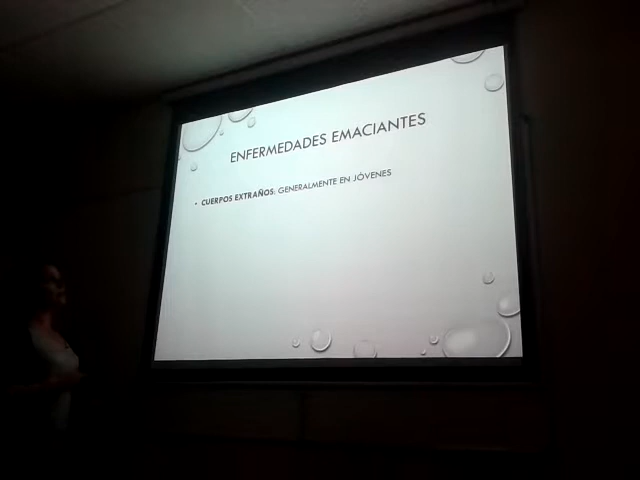 ENFERMEDADES EMACIANTES
• CUERPOS EXTRAÑOS: GENERALMENTE EN JÓVENES